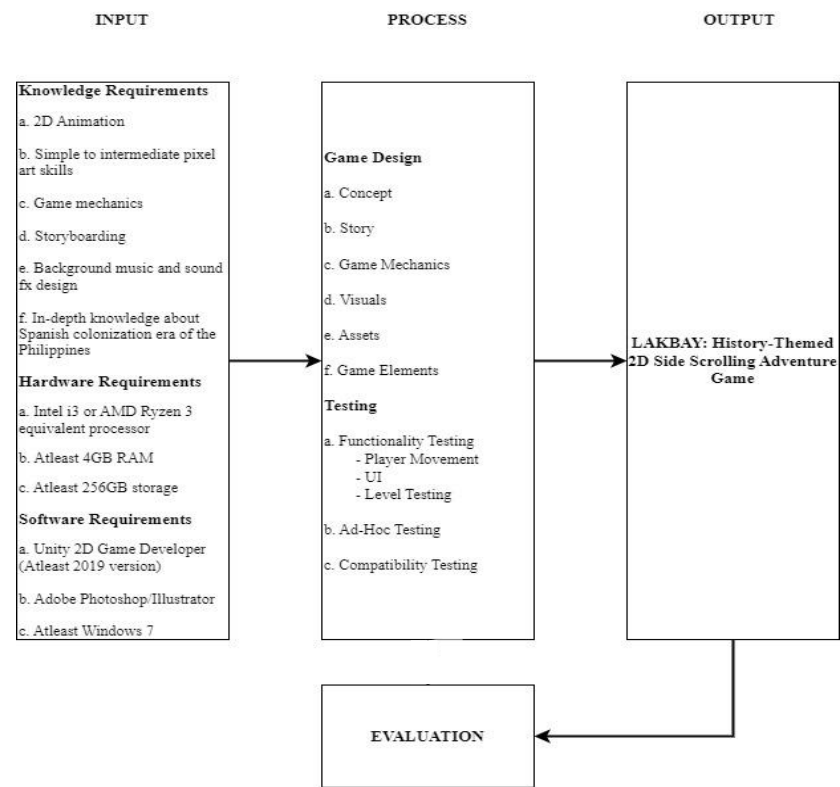 INPUT
PROCESS
OUTPUT
Knowledge Requirements
a. 2D Animation
b. Simple to intermediate pixel
art skills
c. Game mechanics
d. Storyboarding
e. Background music and sound
fx design
f. In-depth knowledge about
Spanish colonization era of the
Philippines
Hardware Requirements
a. Intel i3 or AMD Ryzen 3
equivalent processor
b. Atleast 4GB RAM
c. Atleast 256GB storage
Software Requirements
a. Unity 2D Game Developer
(Atleast 2019 version)
b. Adobe Photoshop/Illustrator
c. Atleast Windows 7
Game Design
a. Concept
b. Story
c. Game Mechanics
d. Visuals
e. Assets
f. Game Elements
Testing
a. Functionality Testing
- Player Movement
- UI
- Level Testing
b. Ad-Hoc Testing
c. Compatibility Testing
LAKBAY: History-Themed
2D Side Scrolling Adventure
Game
EVALUATION